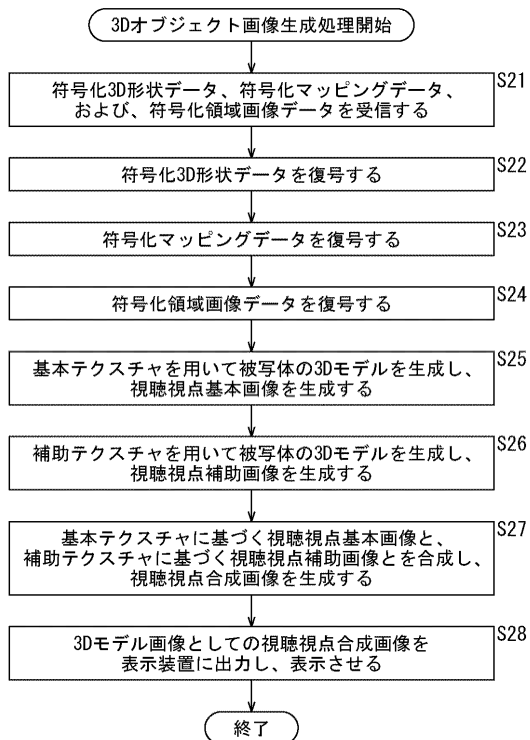 3Dオブジェクト画像生成処理開始
S21
符号化3D形状データ、符号化マッピングデータ、
および、符号化領域画像データを受信する
S22
符号化3D形状データを復号する
S23
符号化マッピングデータを復号する
S24
符号化領域画像データを復号する
S25
基本テクスチャを用いて被写体の3Dモデルを生成し、
視聴視点基本画像を生成する
S26
補助テクスチャを用いて被写体の3Dモデルを生成し、
視聴視点補助画像を生成する
S27
基本テクスチャに基づく視聴視点基本画像と、
補助テクスチャに基づく視聴視点補助画像とを合成し、
視聴視点合成画像を生成する
S28
3Dモデル画像としての視聴視点合成画像を
表示装置に出力し、表示させる
終了